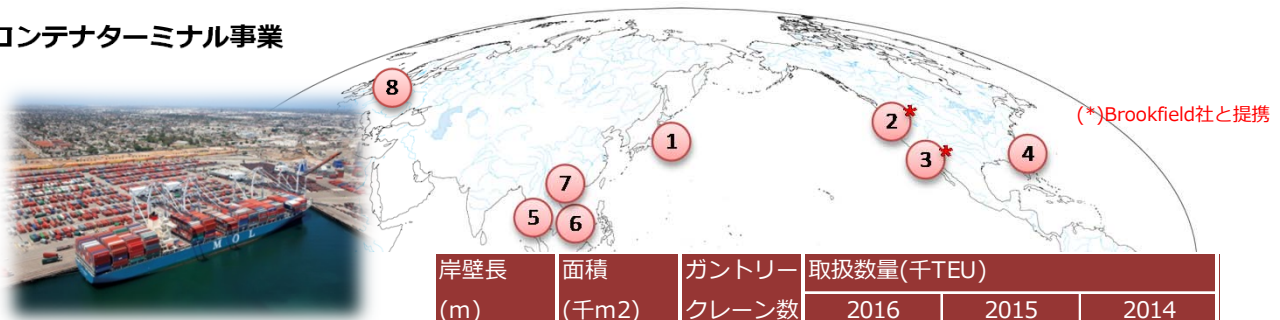 コンテナターミナル事業
8
1
2*
3*
4
7
5
6
(*)Brookfield社と提携
MOL
岸壁長 面積 ガントリー 取扱数量(千TEU)
(m) (千m2) クレーン数 2016 2015 2014